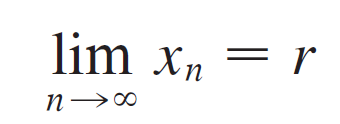 lim xₙ = r
n→∞